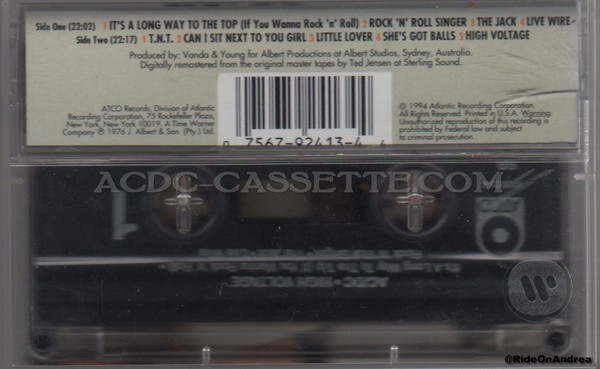 Side One (22:02) 1 IT'S A LONG WAY TO THE TOP (If You Wanna Rock 'n' Roll) 2 ROCK 'N' ROLL SINGER 3 THE JACK 4 LIVE WIRE
Side Two (22:17) 1 T.N.T. 2 CAN I SIT NEXT TO YOU GIRL 3 LITTLE LOVER 4 SHE'S GOT BALLS 5 HIGH VOLTAGE
Produced by: Vanda & Young for Albert Productions at Albert Studios, Sydney, Australia.
Digitally remastered from the original master tapes by Ted Jensen at Sterling Sound.
ATCO Records, Division of Atlantic
Recording Corporation, 75 Rockefeller Plaza,
New York, New York 10019. A Time Warner
Company ℗ 1976 J. Albert & Son (Pty.) Ltd.
7567-92413-4 4
© 1994 Atlantic Recording Corporation.
All Rights Reserved. Printed in U.S.A. Warning:
Unauthorized reproduction of this recording is
prohibited by Federal law and subject
to criminal prosecution.
ACDC-CASSETTE.COM
1
AC/DC • HIGH VOLTAGE
@RideOnAndrea